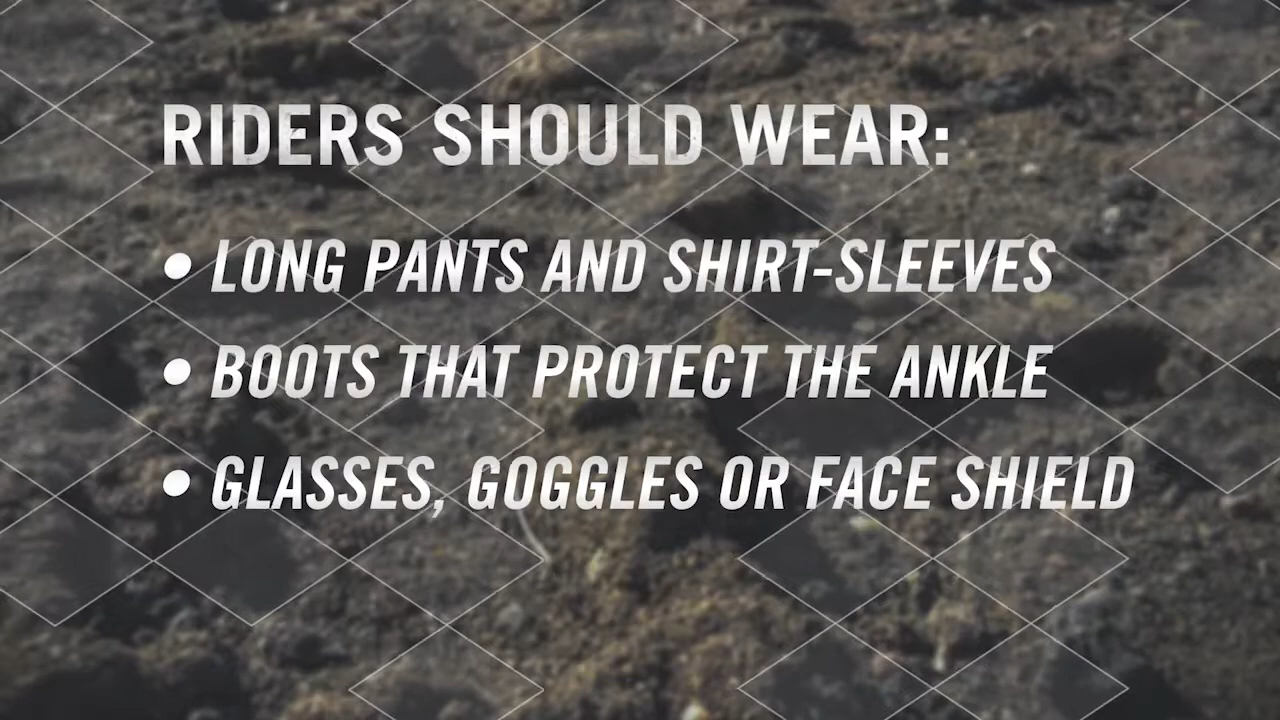 RIDERS SHOULD WEAR:
• LONG PANTS AND SHIRT-SLEEVES
• BOOTS THAT PROTECT THE ANKLE
• GLASSES, GOGGLES OR FACE SHIELD